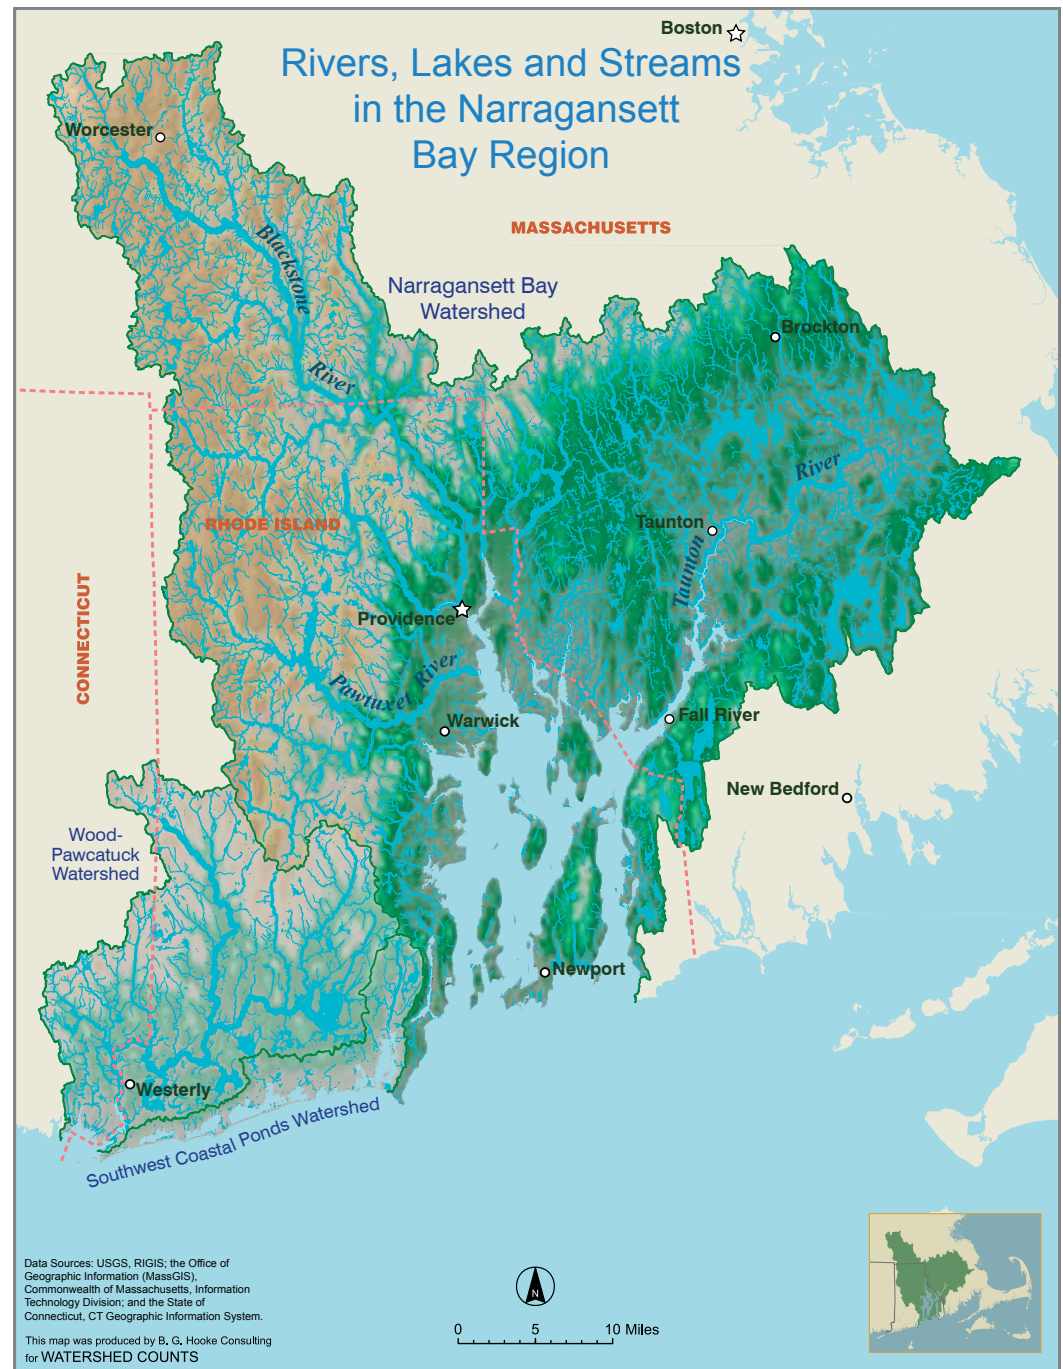 Boston
Rivers, Lakes and Streams
in the Narragansett
Bay Region
Worcester
MASSACHUSETTS
Blackstone
Narragansett Bay
Watershed
Brockton
River
River
RHODE ISLAND
Taunton
Taunton
CONNECTICUT
Providence
Pawtuxet River
Warwick
Fall River
New Bedford
Wood-
Pawcatuck
Watershed
Newport
Westerly
Southwest Coastal Ponds Watershed
Data Sources: USGS, RIGIS; the Office of
Geographic Information (MassGIS),
Commonwealth of Massachusetts, Information
Technology Division; and the State of
Connecticut, CT Geographic Information System.
This map was produced by B. G. Hooke Consulting
for WATERSHED COUNTS
N
0 5 10 Miles